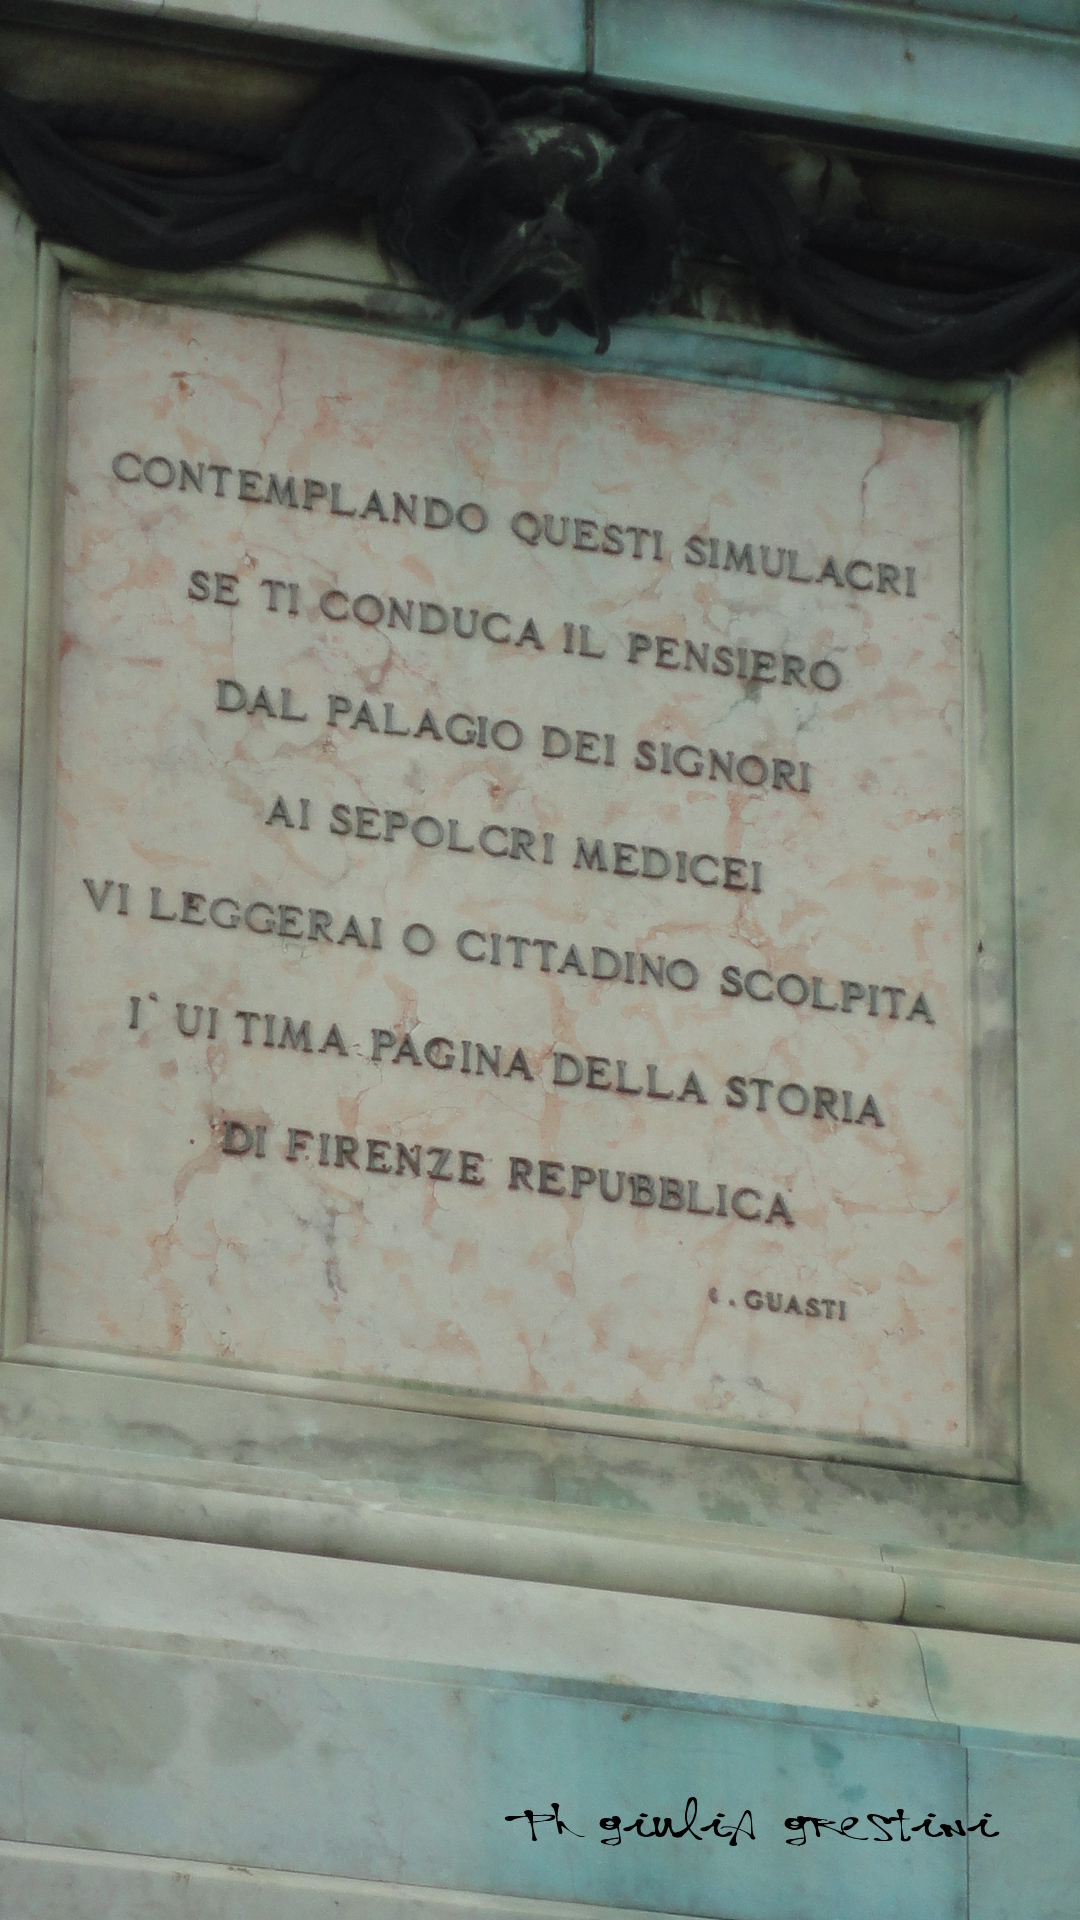 CONTEMPLANDO QUESTI SIMULACRI
SE TI CONDUCA IL PENSIERO
DAL PALAGIO DEI SIGNORI
AI SEPOLCRI MEDICEI
VI LEGGERAI O CITTADINO SCOLPITA
I` UI TIMA PAGINA DELLA STORIA
DI FIRENZE REPUBBLICA
. GUASTI
Ph giuliA grestini